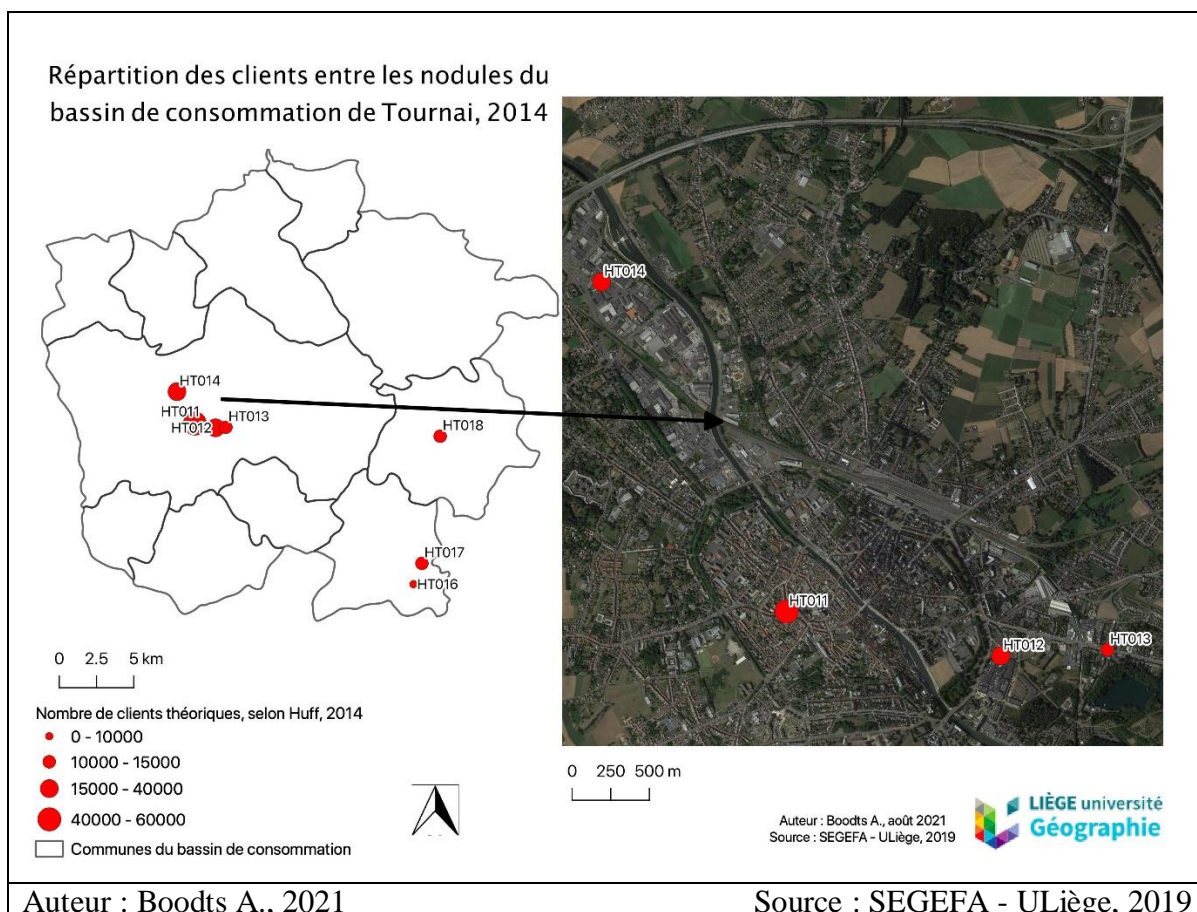 Répartition des clients entre les nodules du
bassin de consommation de Tournai, 2014
HT014
HT011
HT013
HT012
HT018
HT017
HT016
0 2.5 5 km
Nombre de clients théoriques, selon Huff, 2014
0 - 10000
10000 - 15000
15000 - 40000
40000 - 60000
Communes du bassin de consommation
HT014
HT011
HT012
HT013
0 250 500 m
Auteur : Boodts A., août 2021
Source : SEGEFA - ULiège, 2019
LIÈGE université
Géographie
Auteur : Boodts A., 2021 Source : SEGEFA - ULiège, 2019